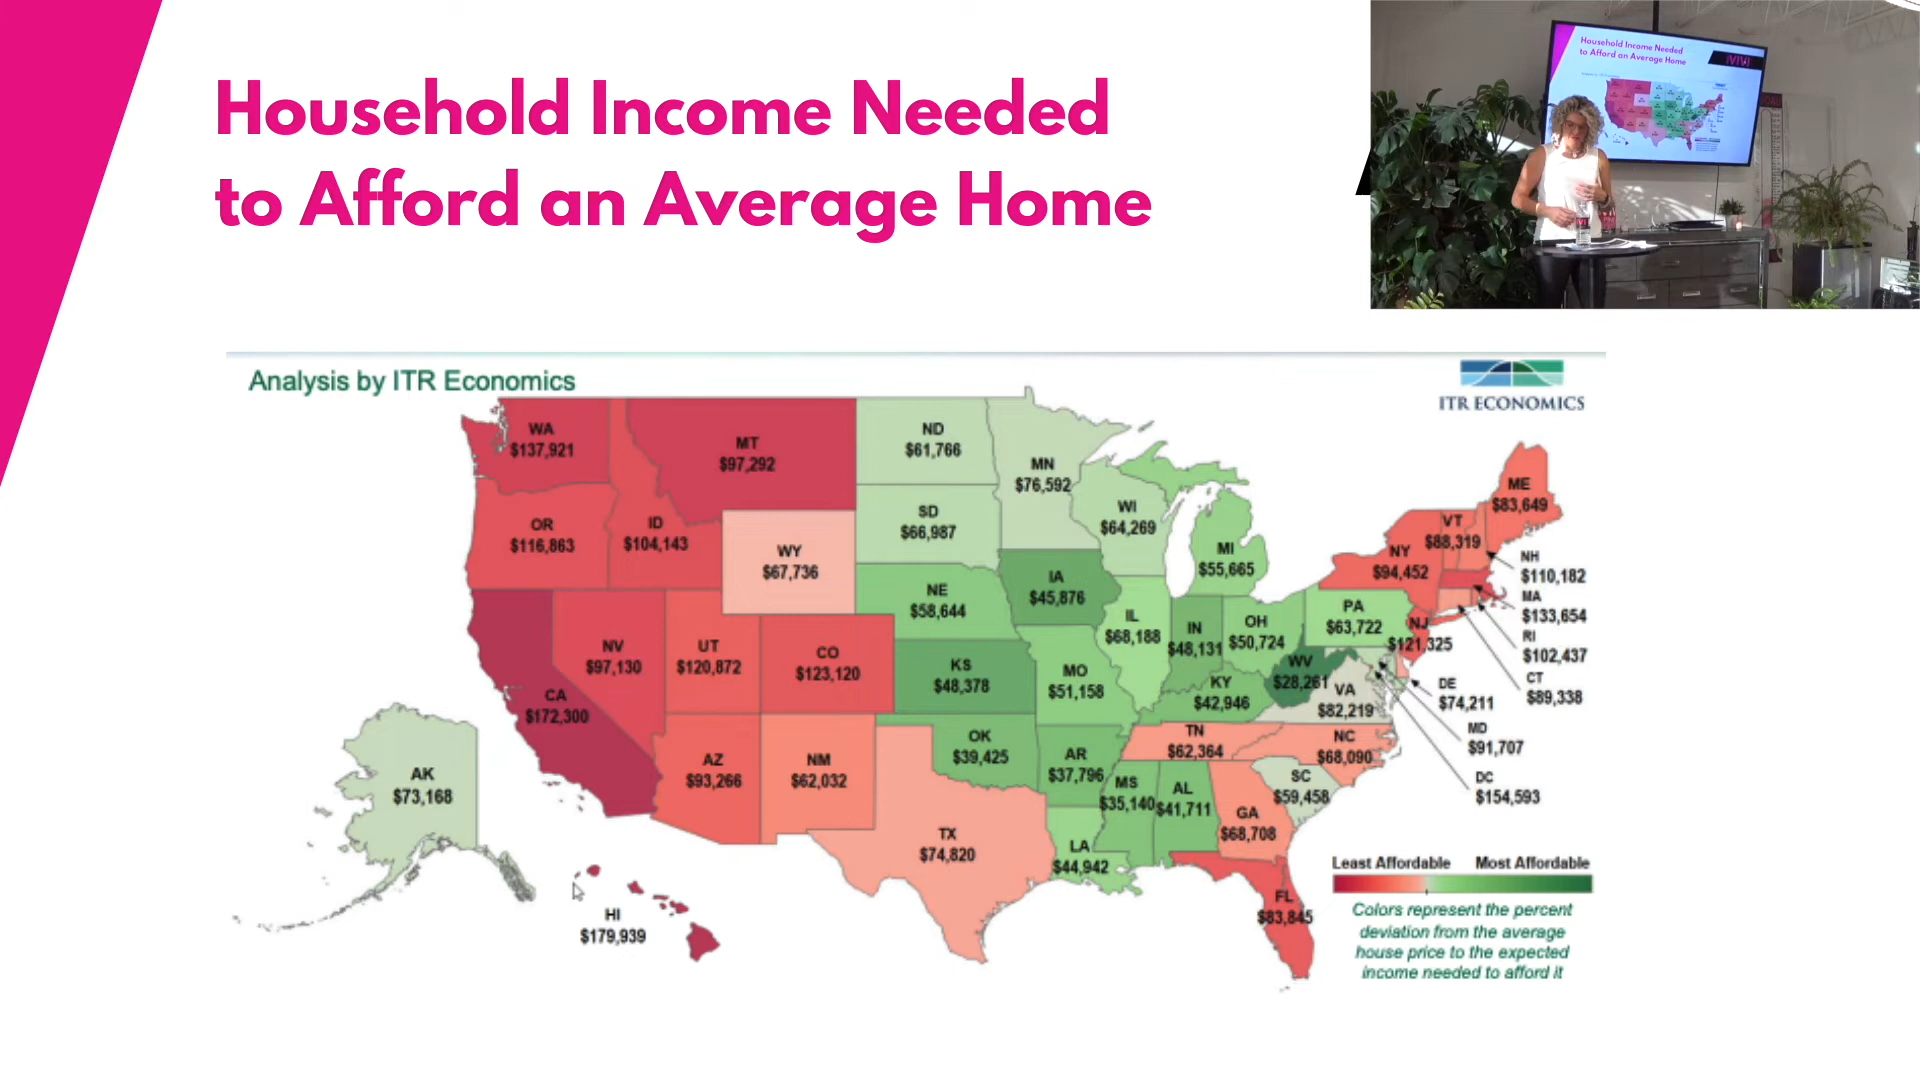 Household Income Needed
to Afford an Average Home
Household Income Needed
to Afford an Average Home
VIVI
Analysis by ITR Economics
ITR ECONOMICS
WA
$137,921
MT
$97,292
ND
$61,766
MN
$76,592
OR
$116,863
ID
$104,143
WY
$67,736
SD
$66,987
WI
$64,269
MI
$55,665
ME
$83,649
VT
$88,319
NY
$94,452
NH
$110,182
MA
$133,654
RI
$102,437
CT
$89,338
NE
$58,644
IA
$45,876
IL
$68,188
IN
$48,131
OH
$50,724
PA
$63,722
NJ
$121,325
NV
$97,130
UT
$120,872
CO
$123,120
KS
$48,378
MO
$51,158
KY
$42,946
WV
$28,261
VA
$82,219
DE
$74,211
MD
$91,707
DC
$154,593
CA
$172,300
AZ
$93,266
NM
$62,032
OK
$39,425
AR
$37,796
TN
$62,364
NC
$68,090
SC
$59,458
MS
$35,140
AL
$41,711
GA
$68,708
AK
$73,168
TX
$74,820
LA
$44,942
FL
$83,845
HI
$179,939
Least Affordable Most Affordable
Colors represent the percent
deviation from the average
house price to the expected
income needed to afford it